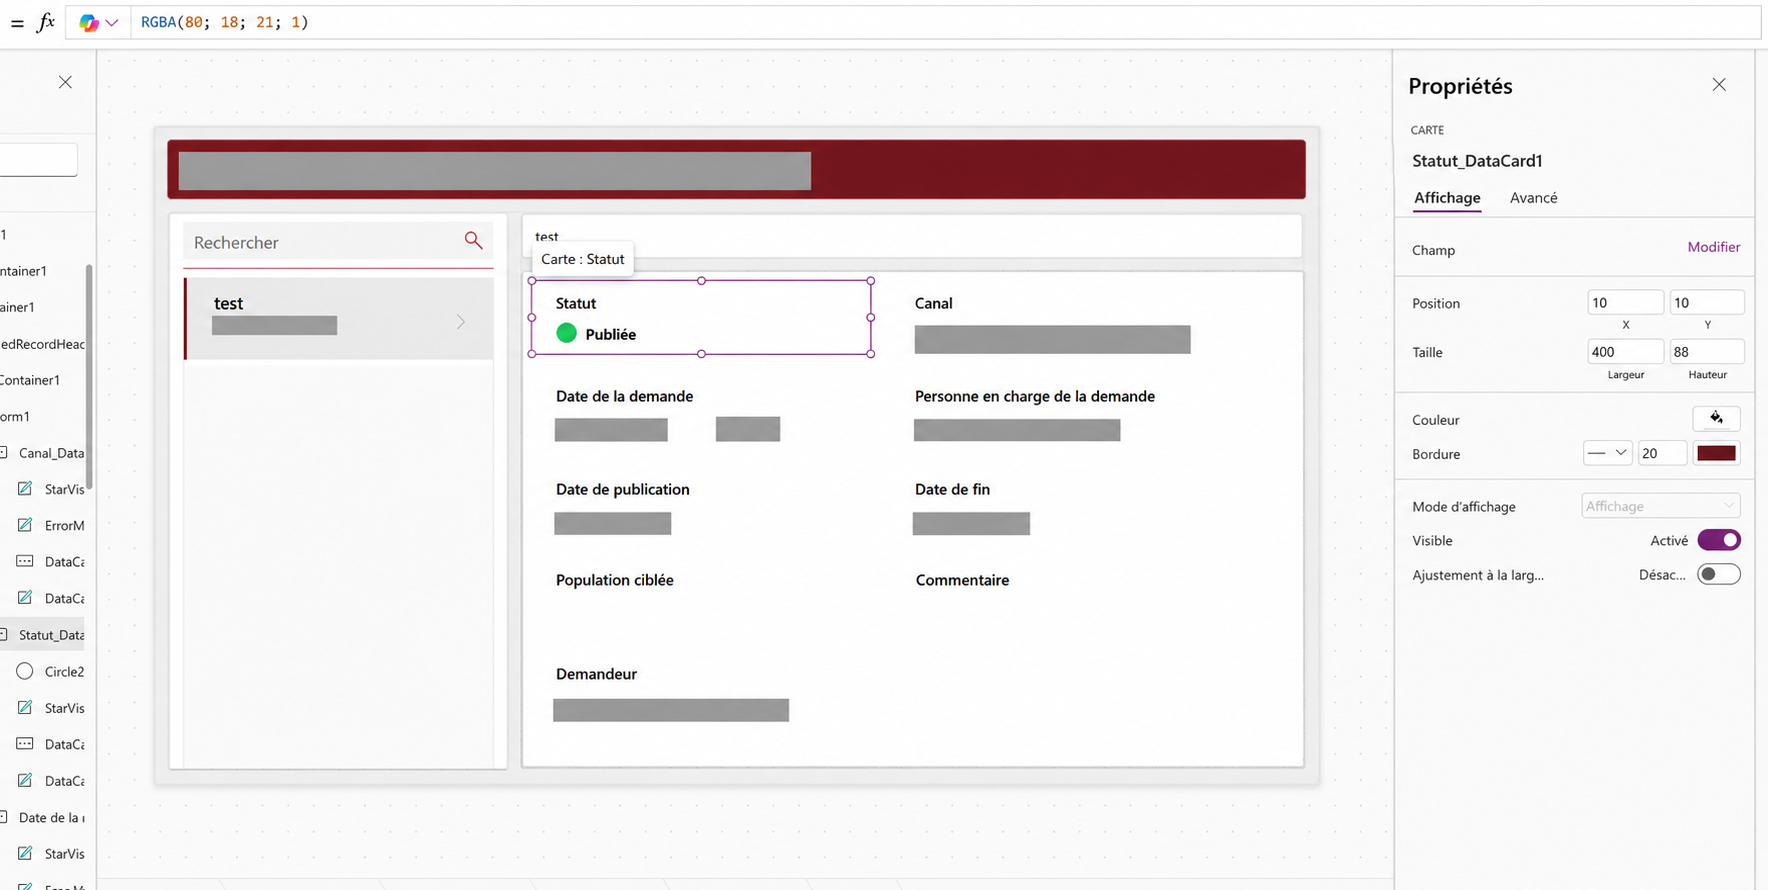 = fx RGBA(80; 18; 21; 1)
1
ntainer1
ainer1
edRecordHeac
Container1
orm1
Canal_Data
StarVis
ErrorM
DataCa
DataCa
Statut_Data
Circle2
StarVis
DataCa
DataCa
Date de la
StarVis
Rechercher
test
test
Carte : Statut
Statut
Publiée
Canal
Date de la demande
Personne en charge de la demande
Date de publication
Date de fin
Population ciblée
Commentaire
Demandeur
Propriétés
CARTE
Statut_DataCard1
Affichage Avancé
Champ Modifier
Position 10 10
X Y
Taille 400 88
Largeur Hauteur
Couleur
Bordure 20
Mode d'affichage Affichage
Visible Activé
Ajustement à la larg... Désac...